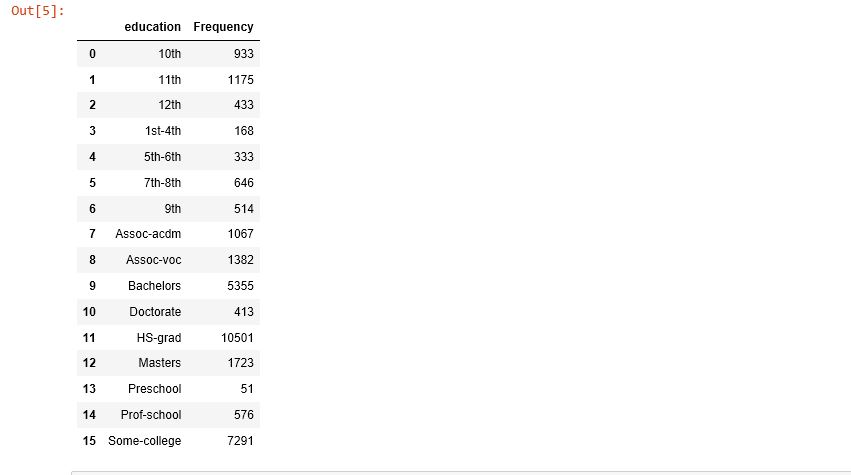 Out[5]:
education Frequency
0 10th 933
1 11th 1175
2 12th 433
3 1st-4th 168
4 5th-6th 333
5 7th-8th 646
6 9th 514
7 Assoc-acdm 1067
8 Assoc-voc 1382
9 Bachelors 5355
10 Doctorate 413
11 HS-grad 10501
12 Masters 1723
13 Preschool 51
14 Prof-school 576
15 Some-college 7291